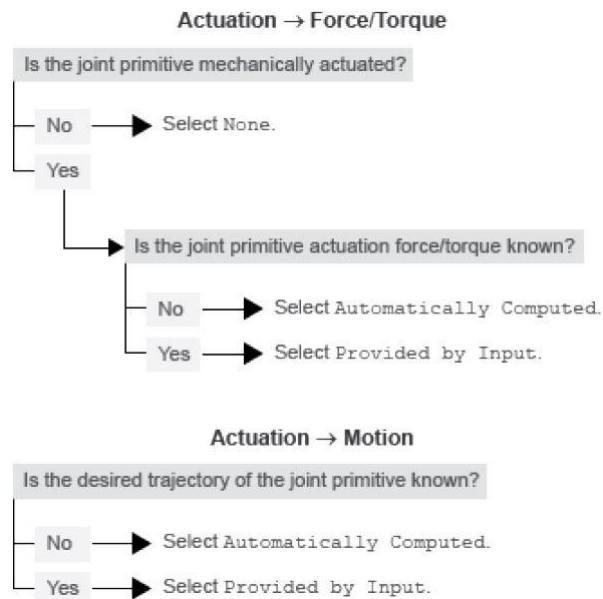 Actuation → Force/Torque
Is the joint primitive mechanically actuated?
No
Select None.
Yes
Is the joint primitive actuation force/torque known?
No
Select Automatically Computed.
Yes
Select Provided by Input.
Actuation → Motion
Is the desired trajectory of the joint primitive known?
No
Select Automatically Computed.
Yes
Select Provided by Input.